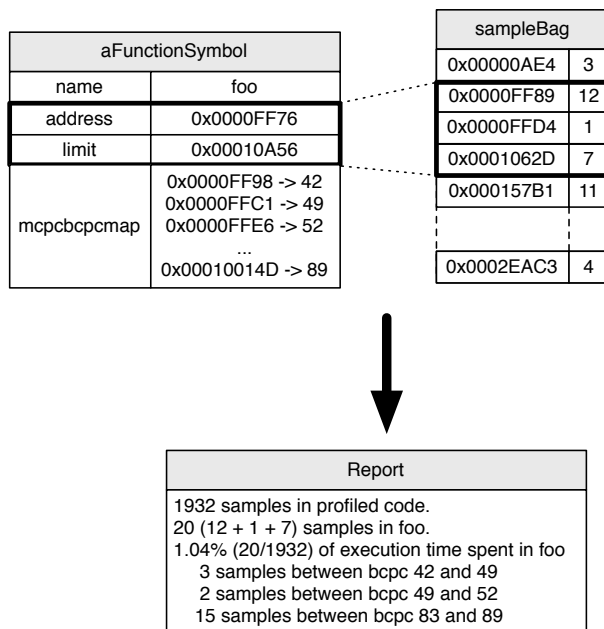 aFunctionSymbol
name foo
address 0x0000FF76
limit 0x00010A56
mcpcbcpcmap
0x0000FF98 -> 42
0x0000FFC1 -> 49
0x0000FFE6 -> 52
...
0x00010014D -> 89
sampleBag
0x00000AE4 3
0x0000FF89 12
0x0000FFD4 1
0x0001062D 7
0x000157B1 11
0x0002EAC3 4
Report
1932 samples in profiled code.
20 (12 + 1 + 7) samples in foo.
1.04% (20/1932) of execution time spent in foo
3 samples between bcpc 42 and 49
2 samples between bcpc 49 and 52
15 samples between bcpc 83 and 89